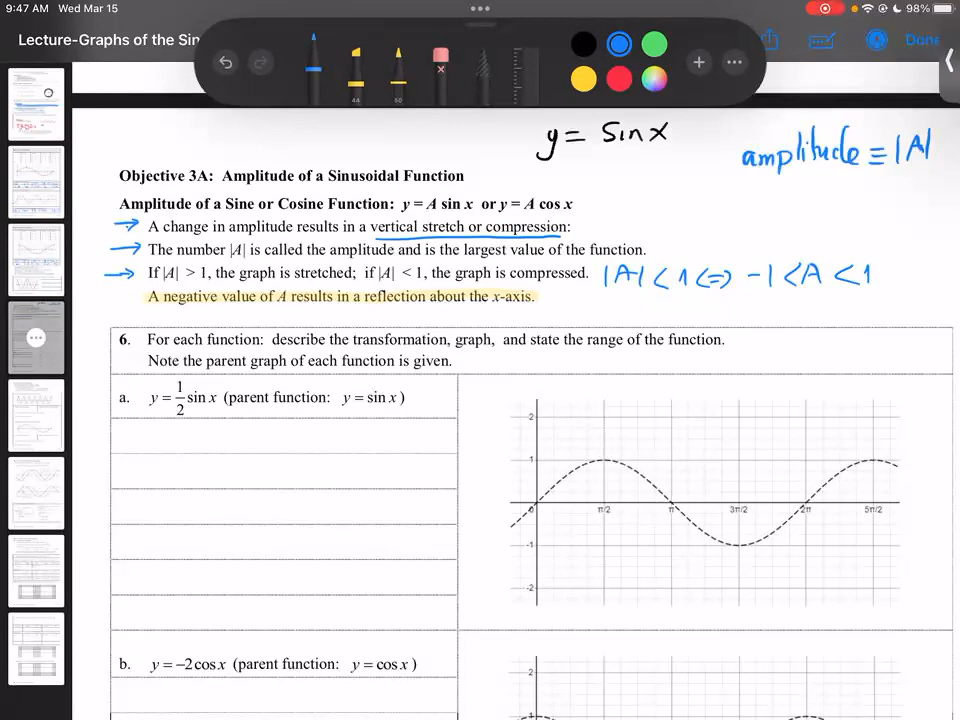 9:47 AM Wed Mar 15
98%
Lecture-Graphs of the Sin
Done
44
50
y = sin x
amplitude = |A|
Objective 3A: Amplitude of a Sinusoidal Function
Amplitude of a Sine or Cosine Function: y = A sin x or y = A cos x
→ A change in amplitude results in a vertical stretch or compression:
→ The number |A| is called the amplitude and is the largest value of the function.
→ If |A| > 1, the graph is stretched; if |A| < 1, the graph is compressed. |A| < 1 <=> -1 < A < 1
A negative value of A results in a reflection about the x-axis.
6. For each function: describe the transformation, graph, and state the range of the function.
Note the parent graph of each function is given.
a. y = 1/2 sin x (parent function: y = sin x )
2
1
0 π/2 π 3π/2 2π 5π/2
-1
-2
b. y = −2cos x (parent function: y = cos x )
2
1